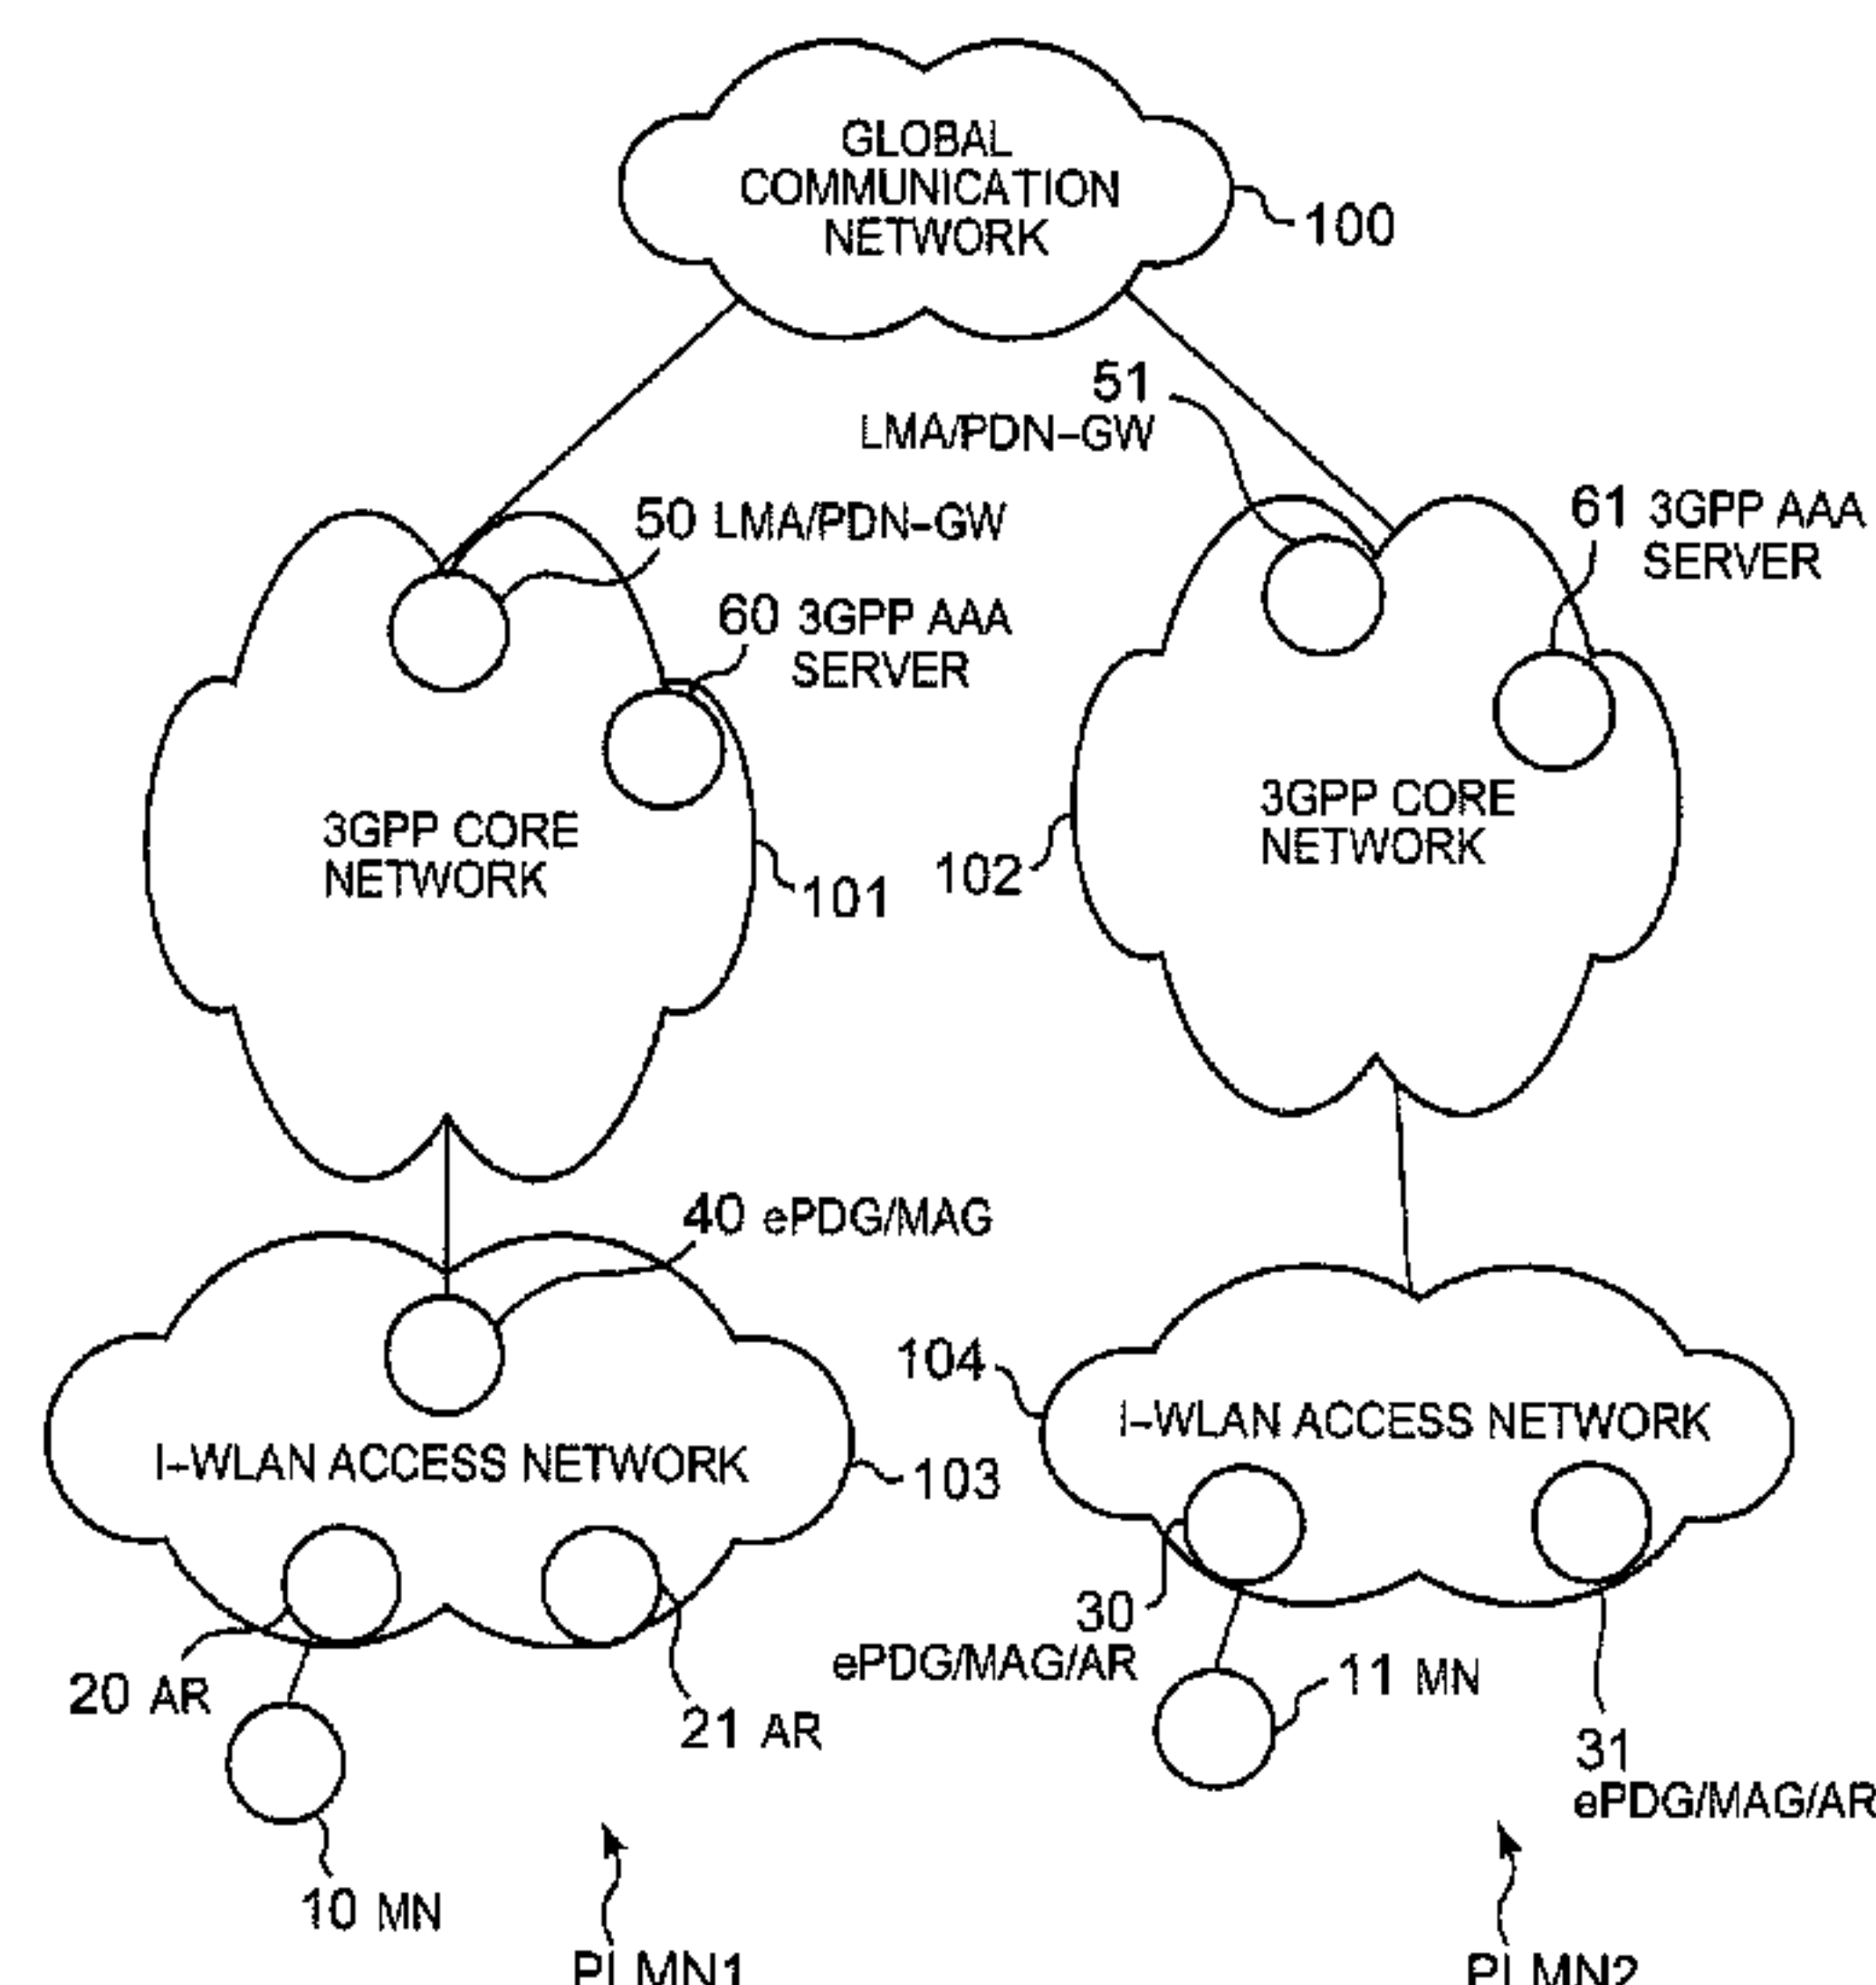 GLOBAL
COMMUNICATION
NETWORK
100
51
LMA/PDN-GW
50 LMA/PDN-GW
61 3GPP AAA
SERVER
60 3GPP AAA
SERVER
3GPP CORE
NETWORK
101
102
3GPP CORE
NETWORK
40 ePDG/MAG
104
I-WLAN ACCESS NETWORK
103
I-WLAN ACCESS NETWORK
20 AR
21 AR
30
ePDG/MAG/AR
11 MN
31
ePDG/MAG/AR
10 MN
PLMN1
PLMN2